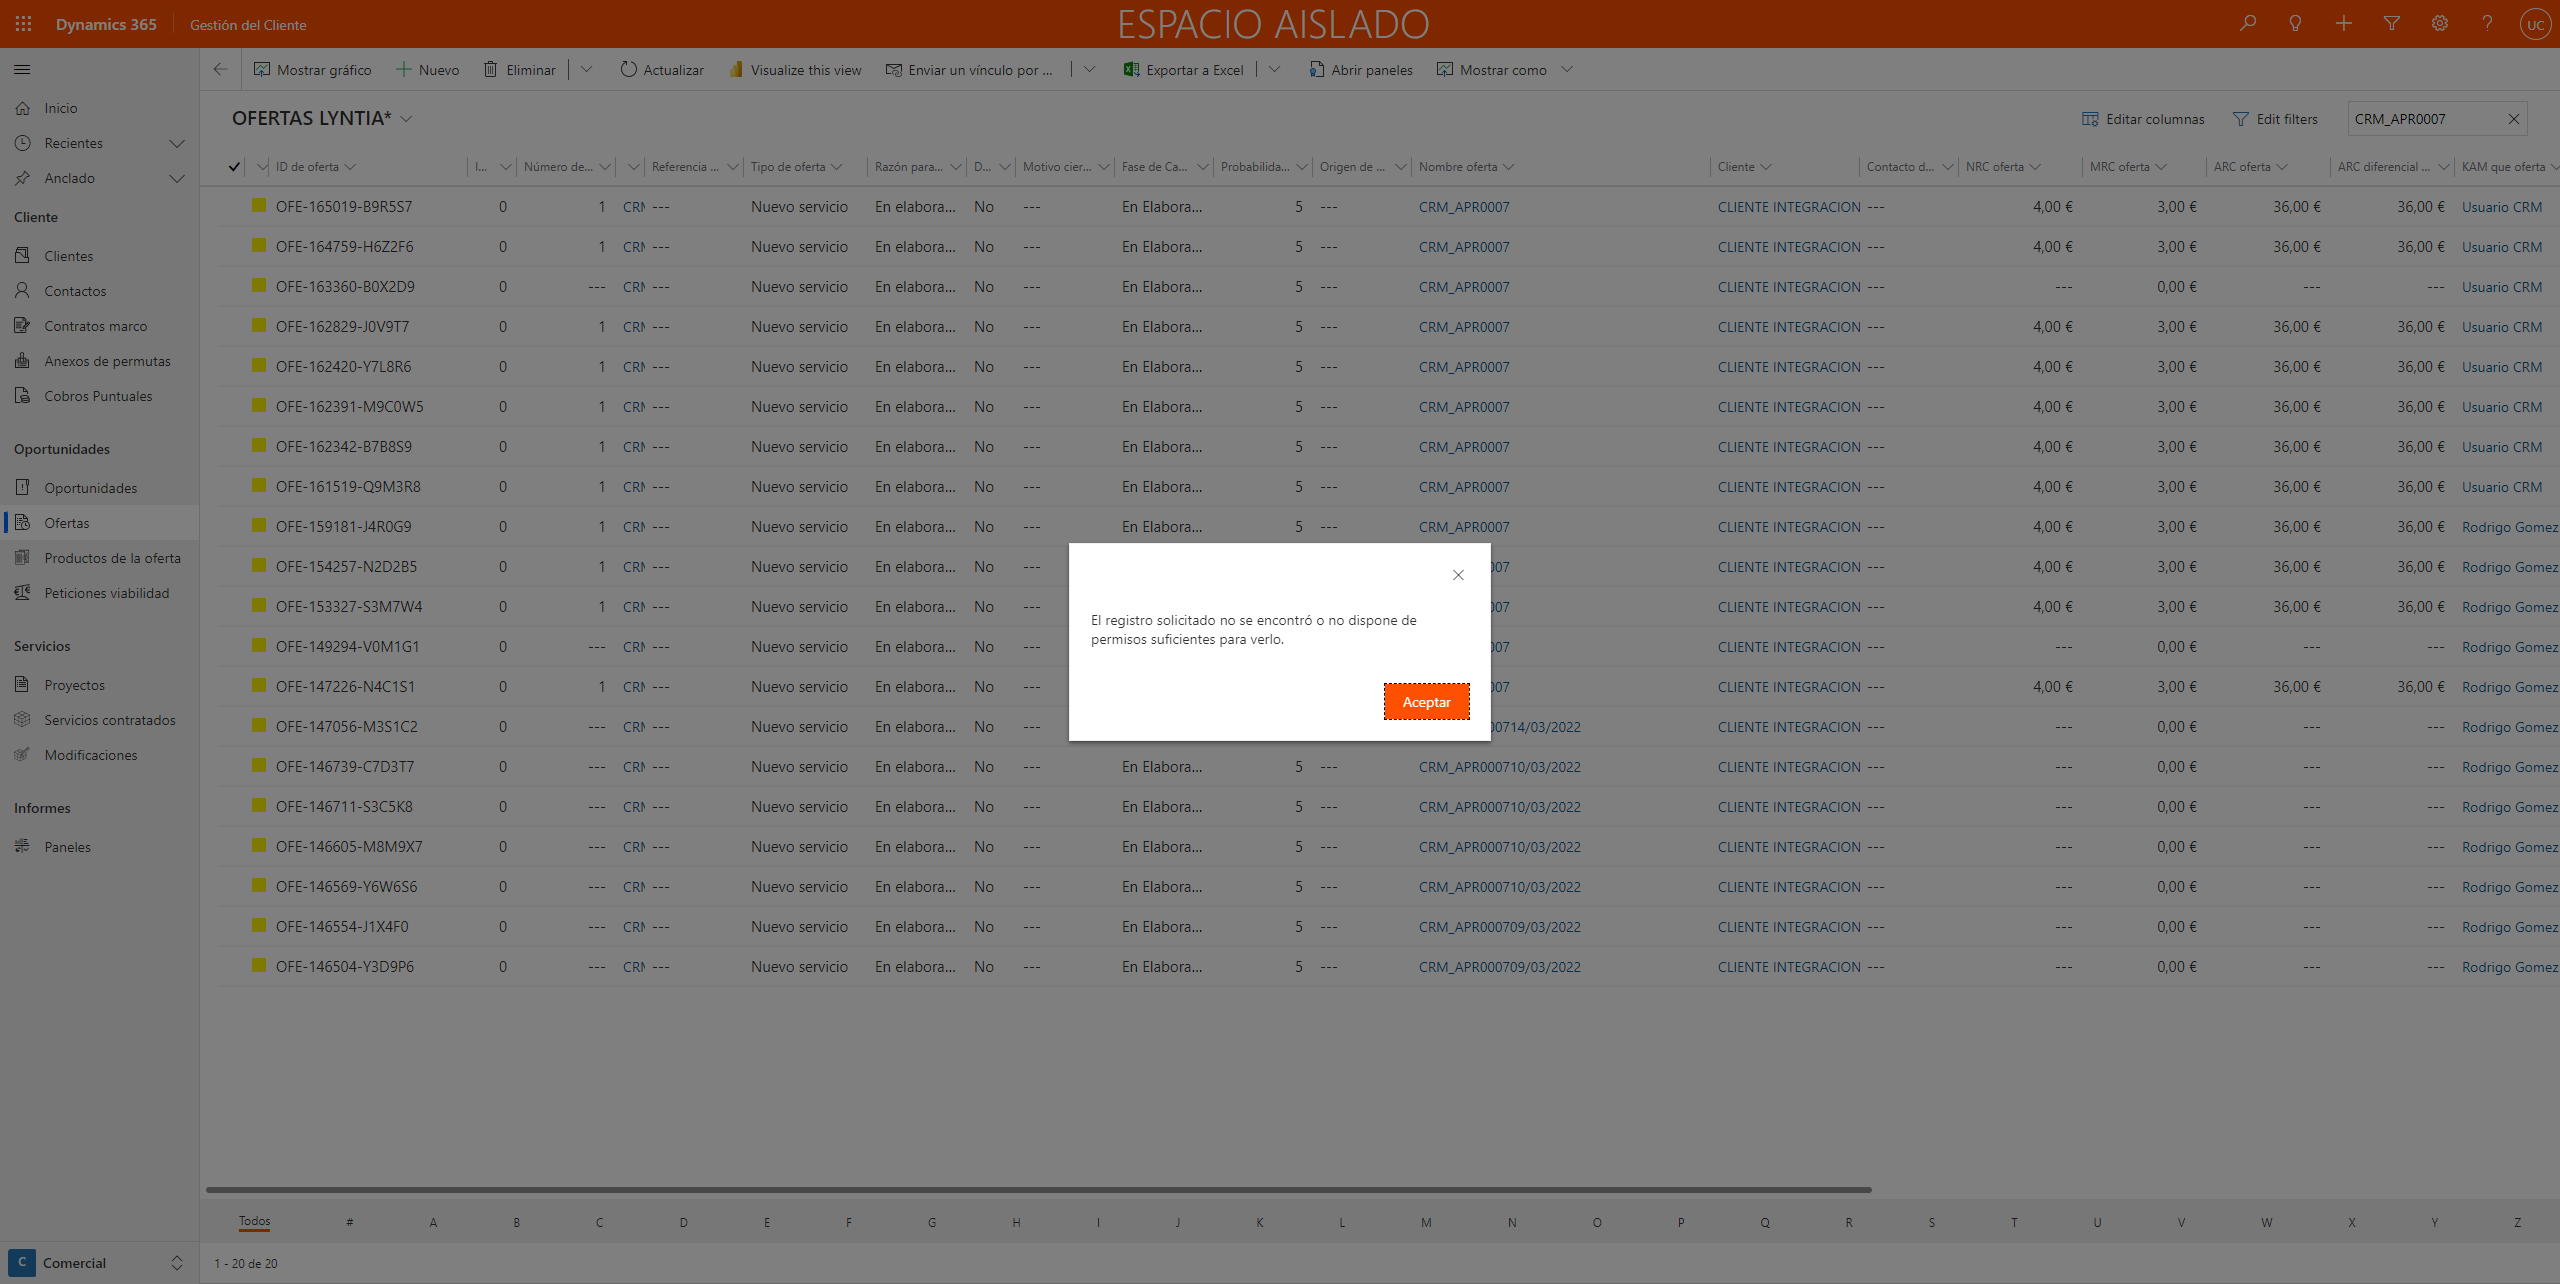 Dynamics 365 Gestión del Cliente ESPACIO AISLADO UC
Mostrar gráfico Nuevo Eliminar Actualizar Visualize this view Enviar un vínculo por ... Exportar a Excel Abrir paneles Mostrar como
Inicio
Recientes
Anclado
Cliente
Clientes
Contactos
Contratos marco
Anexos de permutas
Cobros Puntuales
Oportunidades
Oportunidades
Ofertas
Productos de la oferta
Peticiones viabilidad
Servicios
Proyectos
Servicios contratados
Modificaciones
Informes
Paneles
C Comercial
OFERTAS LYNTIA* Editar columnas Edit filters CRM_APR0007
ID de oferta I... Número de... Referencia ... Tipo de oferta Razón para... D... Motivo cier... Fase de Ca... Probabilida... Origen de ... Nombre oferta Cliente Contacto d... NRC oferta MRC oferta ARC oferta ARC diferencial ... KAM que oferta
OFE-165019-B9R5S7 0 1 CRM --- Nuevo servicio En elabora... No --- En Elabora... 5 --- CRM_APR0007 CLIENTE INTEGRACION --- 4,00 € 3,00 € 36,00 € 36,00 € Usuario CRM
OFE-164759-H6Z2F6 0 1 CRM --- Nuevo servicio En elabora... No --- En Elabora... 5 --- CRM_APR0007 CLIENTE INTEGRACION --- 4,00 € 3,00 € 36,00 € 36,00 € Usuario CRM
OFE-163360-B0X2D9 0 --- CRM --- Nuevo servicio En elabora... No --- En Elabora... 5 --- CRM_APR0007 CLIENTE INTEGRACION --- --- 0,00 € --- --- Usuario CRM
OFE-162829-J0V9T7 0 1 CRM --- Nuevo servicio En elabora... No --- En Elabora... 5 --- CRM_APR0007 CLIENTE INTEGRACION --- 4,00 € 3,00 € 36,00 € 36,00 € Usuario CRM
OFE-162420-Y7L8R6 0 1 CRM --- Nuevo servicio En elabora... No --- En Elabora... 5 --- CRM_APR0007 CLIENTE INTEGRACION --- 4,00 € 3,00 € 36,00 € 36,00 € Usuario CRM
OFE-162391-M9C0W5 0 1 CRM --- Nuevo servicio En elabora... No --- En Elabora... 5 --- CRM_APR0007 CLIENTE INTEGRACION --- 4,00 € 3,00 € 36,00 € 36,00 € Usuario CRM
OFE-162342-B7B8S9 0 1 CRM --- Nuevo servicio En elabora... No --- En Elabora... 5 --- CRM_APR0007 CLIENTE INTEGRACION --- 4,00 € 3,00 € 36,00 € 36,00 € Usuario CRM
OFE-161519-Q9M3R8 0 1 CRM --- Nuevo servicio En elabora... No --- En Elabora... 5 --- CRM_APR0007 CLIENTE INTEGRACION --- 4,00 € 3,00 € 36,00 € 36,00 € Usuario CRM
OFE-159181-J4R0G9 0 1 CRM --- Nuevo servicio En elabora... No --- En Elabora... 5 --- CRM_APR0007 CLIENTE INTEGRACION --- 4,00 € 3,00 € 36,00 € 36,00 € Rodrigo Gomez
OFE-154257-N2D2B5 0 1 CRM --- Nuevo servicio En elabora... No --- 07 CLIENTE INTEGRACION --- 4,00 € 3,00 € 36,00 € 36,00 € Rodrigo Gomez
OFE-153327-S3M7W4 0 1 CRM --- Nuevo servicio En elabora... No --- 07 CLIENTE INTEGRACION --- 4,00 € 3,00 € 36,00 € 36,00 € Rodrigo Gomez
OFE-149294-V0M1G1 0 --- CRM --- Nuevo servicio En elabora... No --- 07 CLIENTE INTEGRACION --- --- 0,00 € --- --- Rodrigo Gomez
OFE-147226-N4C1S1 0 1 CRM --- Nuevo servicio En elabora... No --- 07 CLIENTE INTEGRACION --- 4,00 € 3,00 € 36,00 € 36,00 € Rodrigo Gomez
OFE-147056-M3S1C2 0 --- CRM --- Nuevo servicio En elabora... No --- 00714/03/2022 CLIENTE INTEGRACION --- --- 0,00 € --- --- Rodrigo Gomez
OFE-146739-C7D3T7 0 --- CRM --- Nuevo servicio En elabora... No --- En Elabora... 5 --- CRM_APR000710/03/2022 CLIENTE INTEGRACION --- --- 0,00 € --- --- Rodrigo Gomez
OFE-146711-S3C5K8 0 --- CRM --- Nuevo servicio En elabora... No --- En Elabora... 5 --- CRM_APR000710/03/2022 CLIENTE INTEGRACION --- --- 0,00 € --- --- Rodrigo Gomez
OFE-146605-M8M9X7 0 --- CRM --- Nuevo servicio En elabora... No --- En Elabora... 5 --- CRM_APR000710/03/2022 CLIENTE INTEGRACION --- --- 0,00 € --- --- Rodrigo Gomez
OFE-146569-Y6W6S6 0 --- CRM --- Nuevo servicio En elabora... No --- En Elabora... 5 --- CRM_APR000710/03/2022 CLIENTE INTEGRACION --- --- 0,00 € --- --- Rodrigo Gomez
OFE-146554-J1X4F0 0 --- CRM --- Nuevo servicio En elabora... No --- En Elabora... 5 --- CRM_APR000709/03/2022 CLIENTE INTEGRACION --- --- 0,00 € --- --- Rodrigo Gomez
OFE-146504-Y3D9P6 0 --- CRM --- Nuevo servicio En elabora... No --- En Elabora... 5 --- CRM_APR000709/03/2022 CLIENTE INTEGRACION --- --- 0,00 € --- --- Rodrigo Gomez
El registro solicitado no se encontró o no dispone de
permisos suficientes para verlo.
Aceptar
Todos # A B C D E F G H I J K L M N O P Q R S T U V W X Y Z
1 - 20 de 20